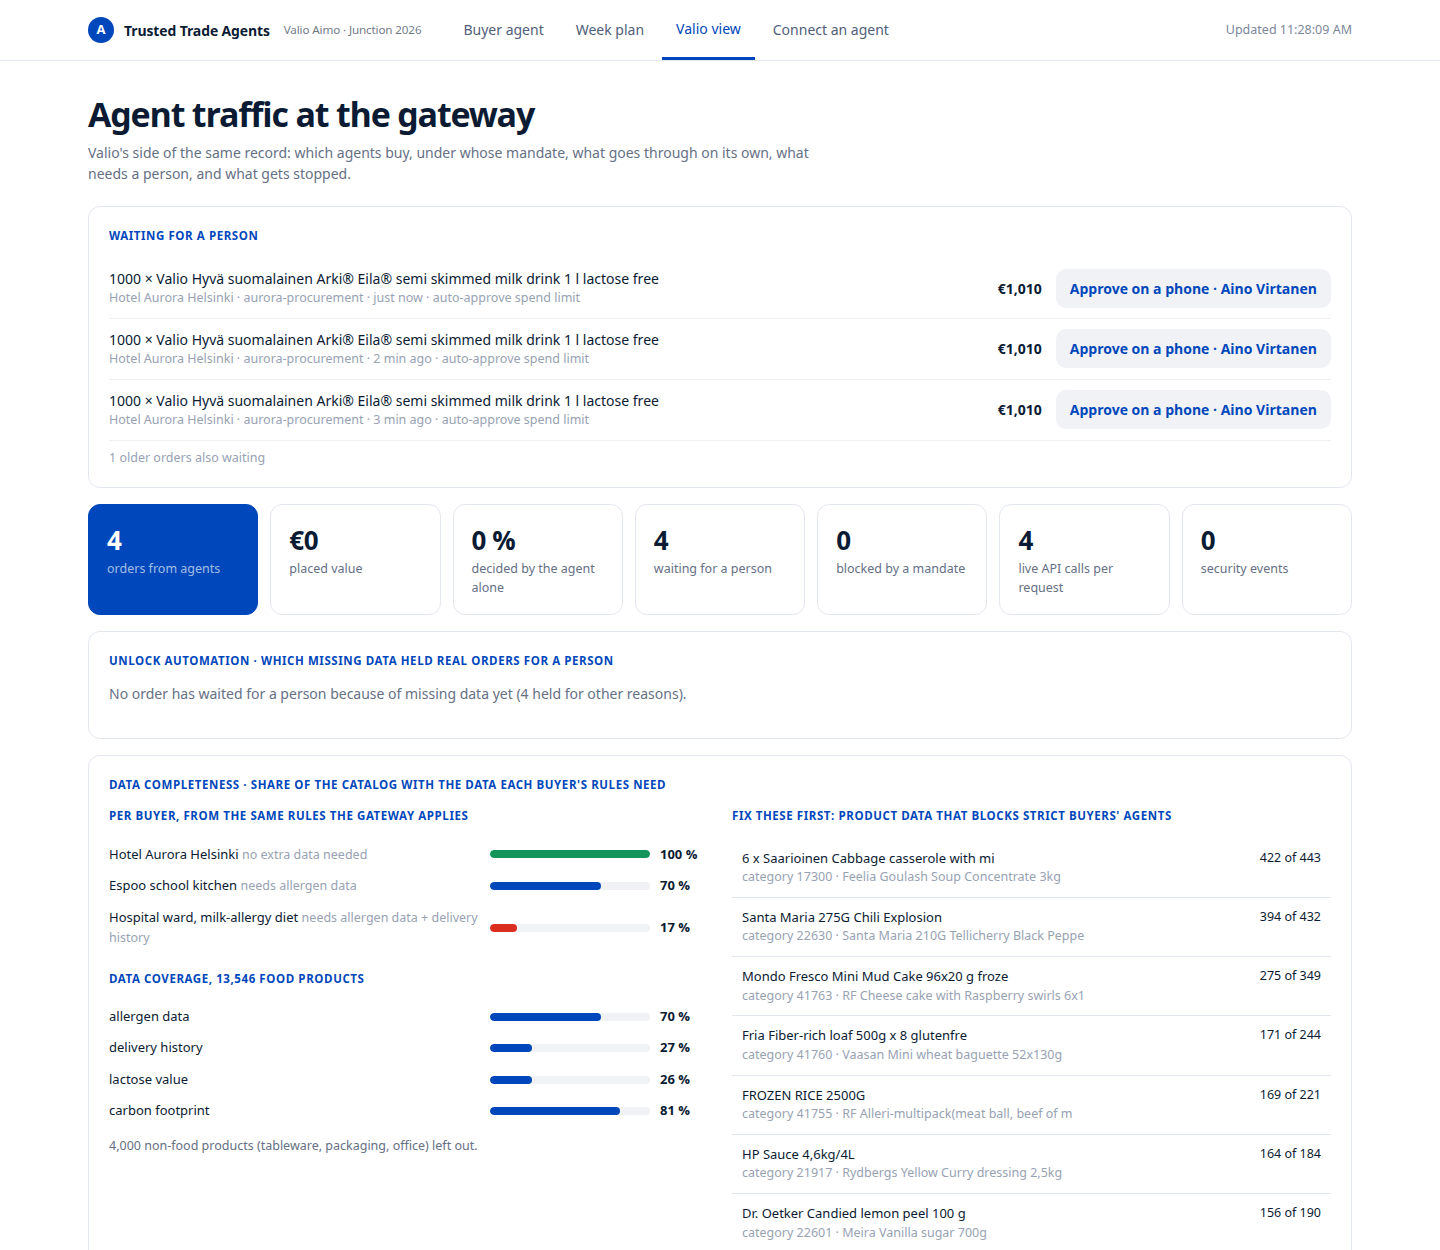 A Trusted Trade Agents Valio Aimo · Junction 2026 Buyer agent Week plan Valio view Connect an agent Updated 11:28:09 AM
Agent traffic at the gateway
Valio's side of the same record: which agents buy, under whose mandate, what goes through on its own, what
needs a person, and what gets stopped.
WAITING FOR A PERSON
1000 × Valio Hyvä suomalainen Arki® Eila® semi skimmed milk drink 1 l lactose free
Hotel Aurora Helsinki · aurora-procurement · just now · auto-approve spend limit
€1,010 Approve on a phone · Aino Virtanen
1000 × Valio Hyvä suomalainen Arki® Eila® semi skimmed milk drink 1 l lactose free
Hotel Aurora Helsinki · aurora-procurement · 2 min ago · auto-approve spend limit
€1,010 Approve on a phone · Aino Virtanen
1000 × Valio Hyvä suomalainen Arki® Eila® semi skimmed milk drink 1 l lactose free
Hotel Aurora Helsinki · aurora-procurement · 3 min ago · auto-approve spend limit
€1,010 Approve on a phone · Aino Virtanen
1 older orders also waiting
4
orders from agents
€0
placed value
0 %
decided by the agent
alone
4
waiting for a person
0
blocked by a mandate
4
live API calls per
request
0
security events
UNLOCK AUTOMATION · WHICH MISSING DATA HELD REAL ORDERS FOR A PERSON
No order has waited for a person because of missing data yet (4 held for other reasons).
DATA COMPLETENESS · SHARE OF THE CATALOG WITH THE DATA EACH BUYER'S RULES NEED
PER BUYER, FROM THE SAME RULES THE GATEWAY APPLIES
Hotel Aurora Helsinki no extra data needed 100 %
Espoo school kitchen needs allergen data 70 %
Hospital ward, milk-allergy diet needs allergen data + delivery
history
17 %
DATA COVERAGE, 13,546 FOOD PRODUCTS
allergen data 70 %
delivery history 27 %
lactose value 26 %
carbon footprint 81 %
4,000 non-food products (tableware, packaging, office) left out.
FIX THESE FIRST: PRODUCT DATA THAT BLOCKS STRICT BUYERS' AGENTS
6 x Saarioinen Cabbage casserole with mi 422 of 443
category 17300 · Feelia Goulash Soup Concentrate 3kg
Santa Maria 275G Chili Explosion 394 of 432
category 22630 · Santa Maria 210G Tellicherry Black Peppe
Mondo Fresco Mini Mud Cake 96x20 g froze 275 of 349
category 41763 · RF Cheese cake with Raspberry swirls 6x1
Fria Fiber-rich loaf 500g x 8 glutenfre 171 of 244
category 41760 · Vaasan Mini wheat baguette 52x130g
FROZEN RICE 2500G 169 of 221
category 41755 · RF Alleri-multipack(meat ball, beef of m
HP Sauce 4,6kg/4L 164 of 184
category 21917 · Rydbergs Yellow Curry dressing 2,5kg
Dr. Oetker Candied lemon peel 100 g 156 of 190
category 22601 · Meira Vanilla sugar 700g